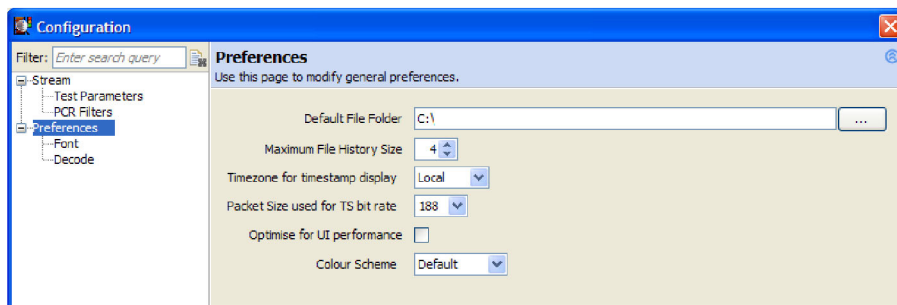 Configuration
Filter: Enter search query
Stream
Test Parameters
PCR Filters
Preferences
Font
Decode
Preferences
Use this page to modify general preferences.
Default File Folder C:\ ...
Maximum File History Size 4
Timezone for timestamp display Local
Packet Size used for TS bit rate 188
Optimise for UI performance
Colour Scheme Default